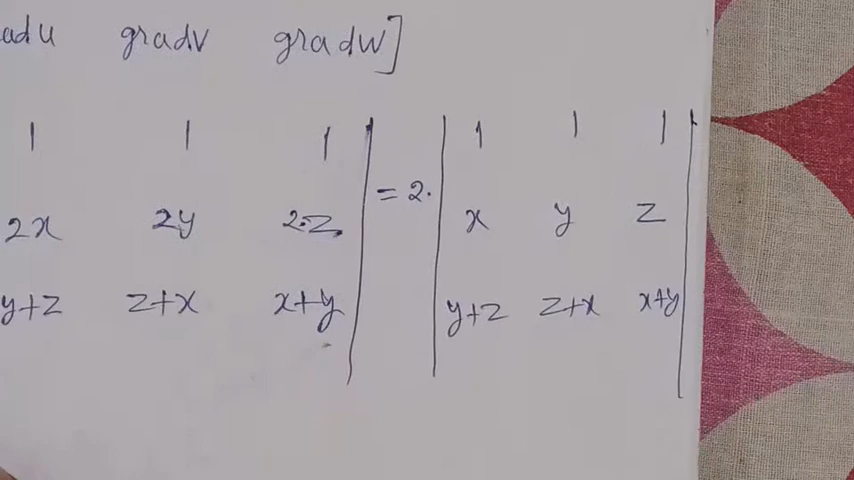 adu gradv gradw]
| 1 1 1 | | 1 1 1 |
2x 2y 2z = 2. x y z
y+z z+x x+y y+z z+x x+y